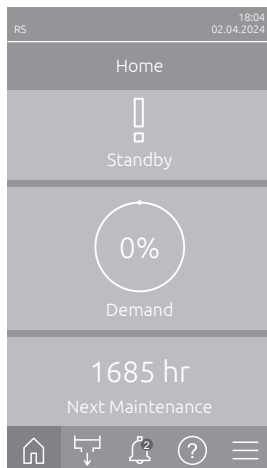 18:04
RS 02.04.2024
Home
Standby
0%
Demand
1685 hr
Next Maintenance
2
?